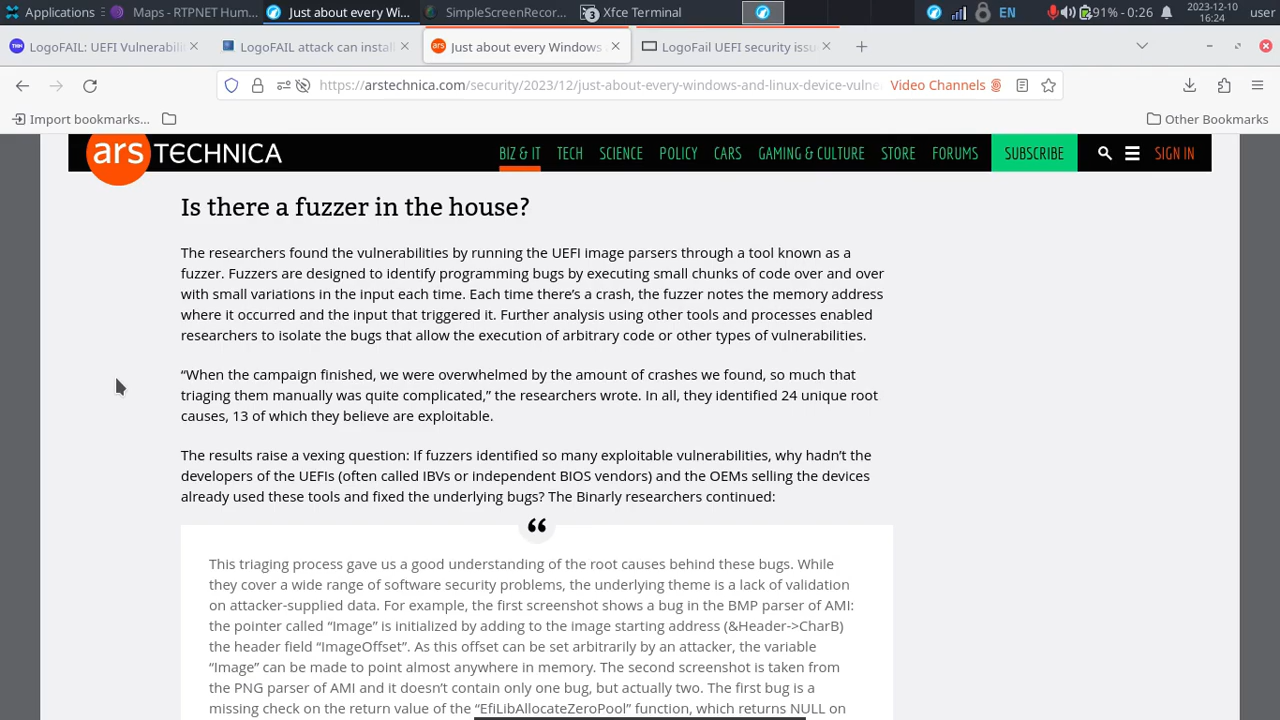 Applications
Maps - RTPNET Hum...
Just about every Wi...
SimpleScreenRecor...
Xfce Terminal
EN
91% - 0:26
2023-12-10
16:24
user
LogoFAIL: UEFI Vulnerabil
LogoFAIL attack can install
Just about every Windows
LogoFail UEFI security issu
https://arstechnica.com/security/2023/12/just-about-every-windows-and-linux-device-vulne
Video Channels
Import bookmarks...
Other Bookmarks
ars TECHNICA
BIZ & IT TECH SCIENCE POLICY CARS GAMING & CULTURE STORE FORUMS SUBSCRIBE SIGN IN
Is there a fuzzer in the house?
The researchers found the vulnerabilities by running the UEFI image parsers through a tool known as a
fuzzer. Fuzzers are designed to identify programming bugs by executing small chunks of code over and over
with small variations in the input each time. Each time there’s a crash, the fuzzer notes the memory address
where it occurred and the input that triggered it. Further analysis using other tools and processes enabled
researchers to isolate the bugs that allow the execution of arbitrary code or other types of vulnerabilities.
“When the campaign finished, we were overwhelmed by the amount of crashes we found, so much that
triaging them manually was quite complicated,” the researchers wrote. In all, they identified 24 unique root
causes, 13 of which they believe are exploitable.
The results raise a vexing question: If fuzzers identified so many exploitable vulnerabilities, why hadn’t the
developers of the UEFIs (often called IBVs or independent BIOS vendors) and the OEMs selling the devices
already used these tools and fixed the underlying bugs? The Binarly researchers continued:
“
This triaging process gave us a good understanding of the root causes behind these bugs. While
they cover a wide range of software security problems, the underlying theme is a lack of validation
on attacker-supplied data. For example, the first screenshot shows a bug in the BMP parser of AMI:
the pointer called “Image” is initialized by adding to the image starting address (&Header->CharB)
the header field “ImageOffset”. As this offset can be set arbitrarily by an attacker, the variable
“Image” can be made to point almost anywhere in memory. The second screenshot is taken from
the PNG parser of AMI and it doesn’t contain only one bug, but actually two. The first bug is a
missing check on the return value of the “EfiLibAllocateZeroPool” function, which returns NULL on